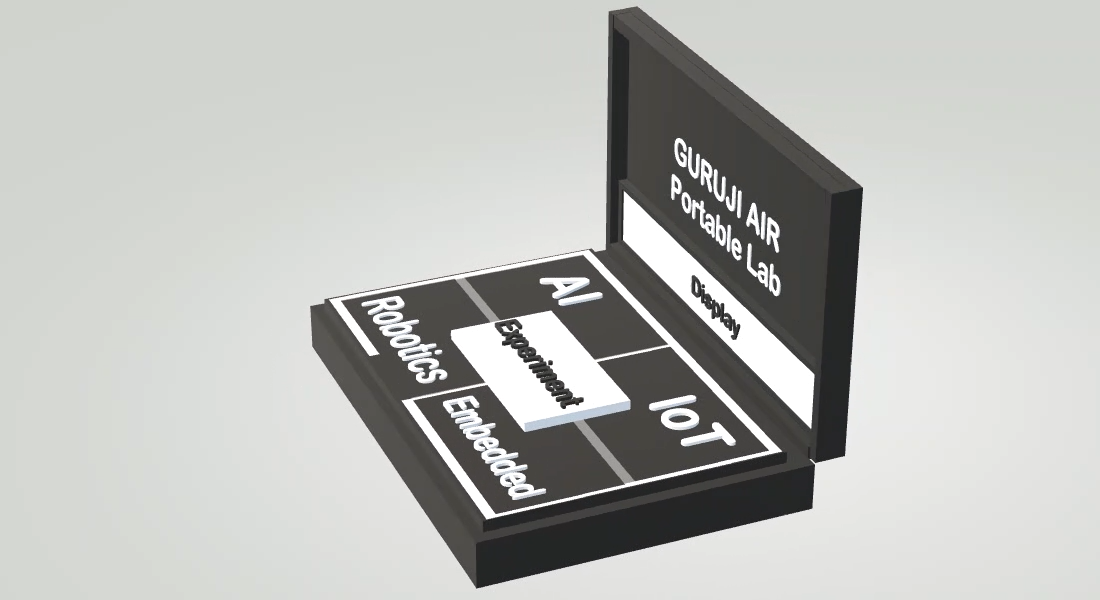 GURUJI AIR
Portable Lab
Display
AI
Robotics
Experiment
IoT
Embedded